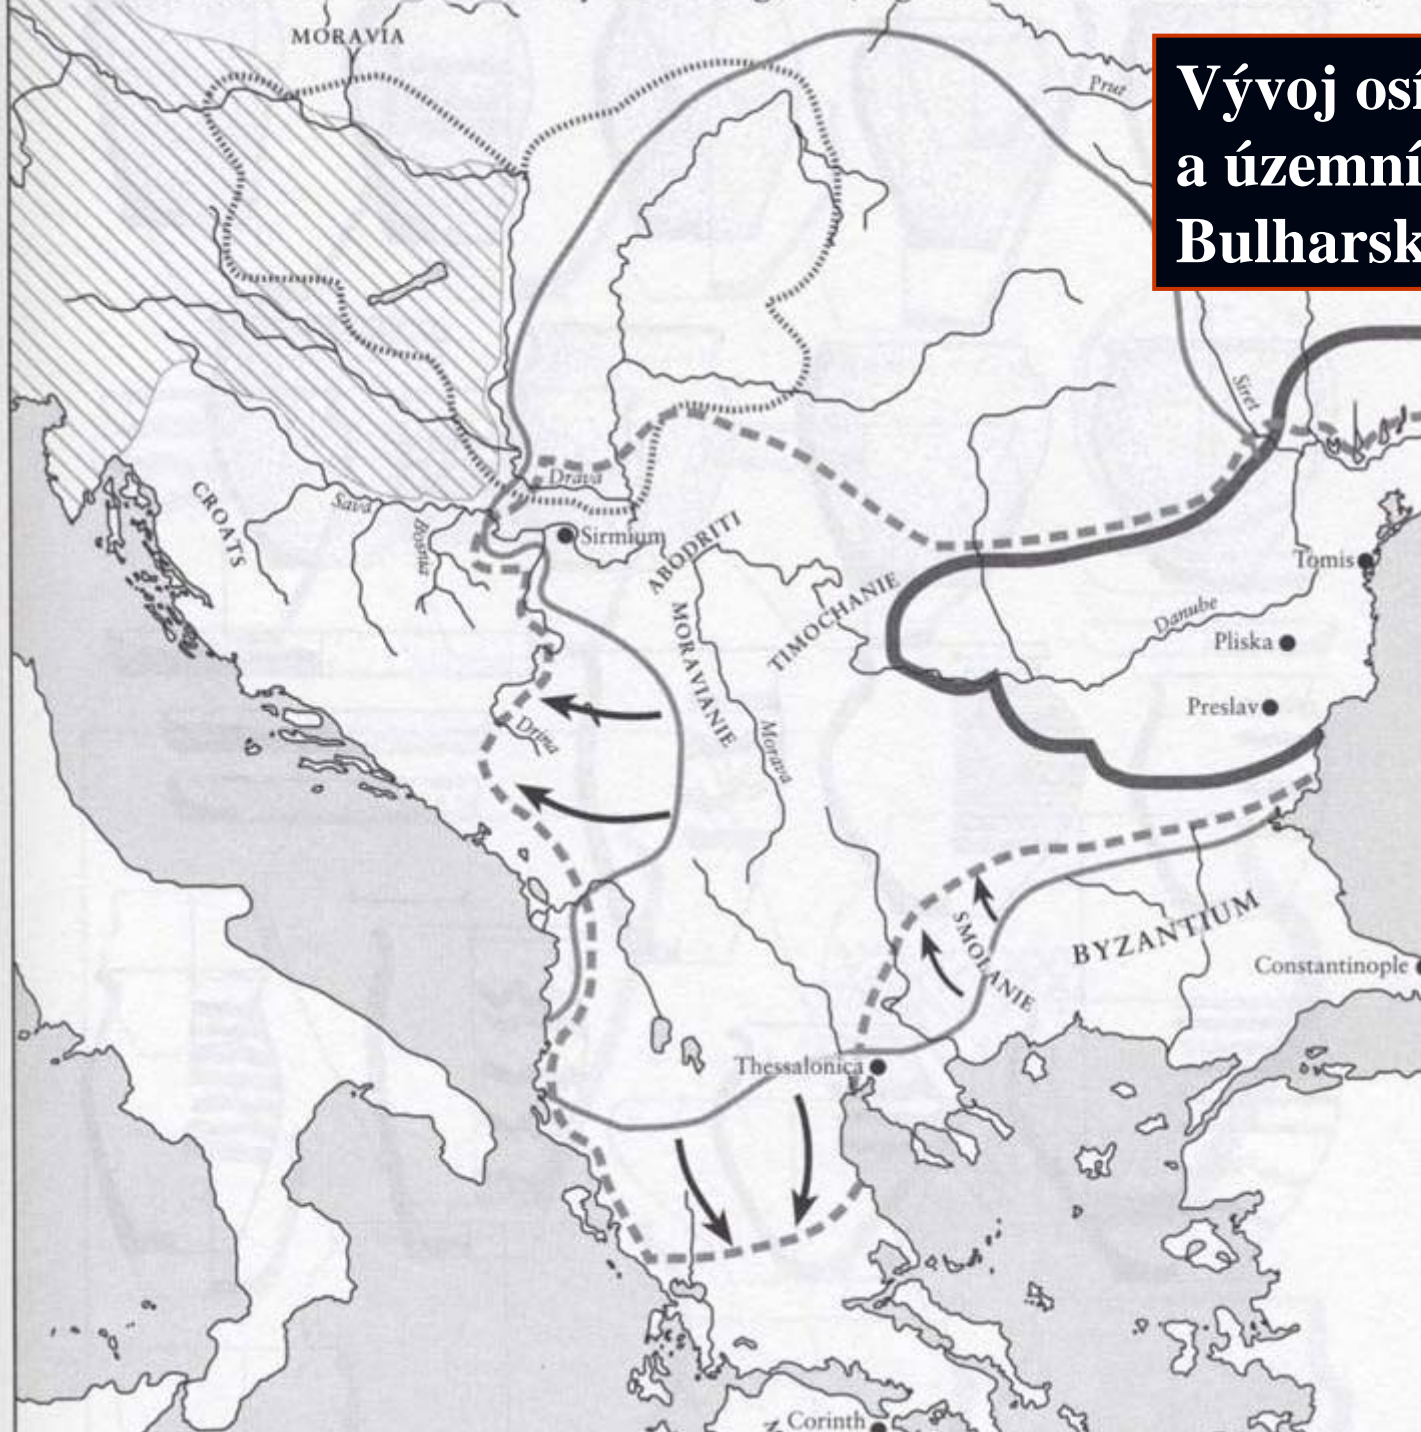 MORAVIA
Prut
Vývoj osí
a územní
Bulharsk
Siret
Drava
CROATS
Sava
Bosnia
Sirmium
ABODRITI
Tomis
TIMOCHANIE
Danube
MORAVIANIE
Pliska
Preslav
Drina
Morava
SMOLANIE
BYZANTIUM
Constantinople
Thessalonica
Corinth